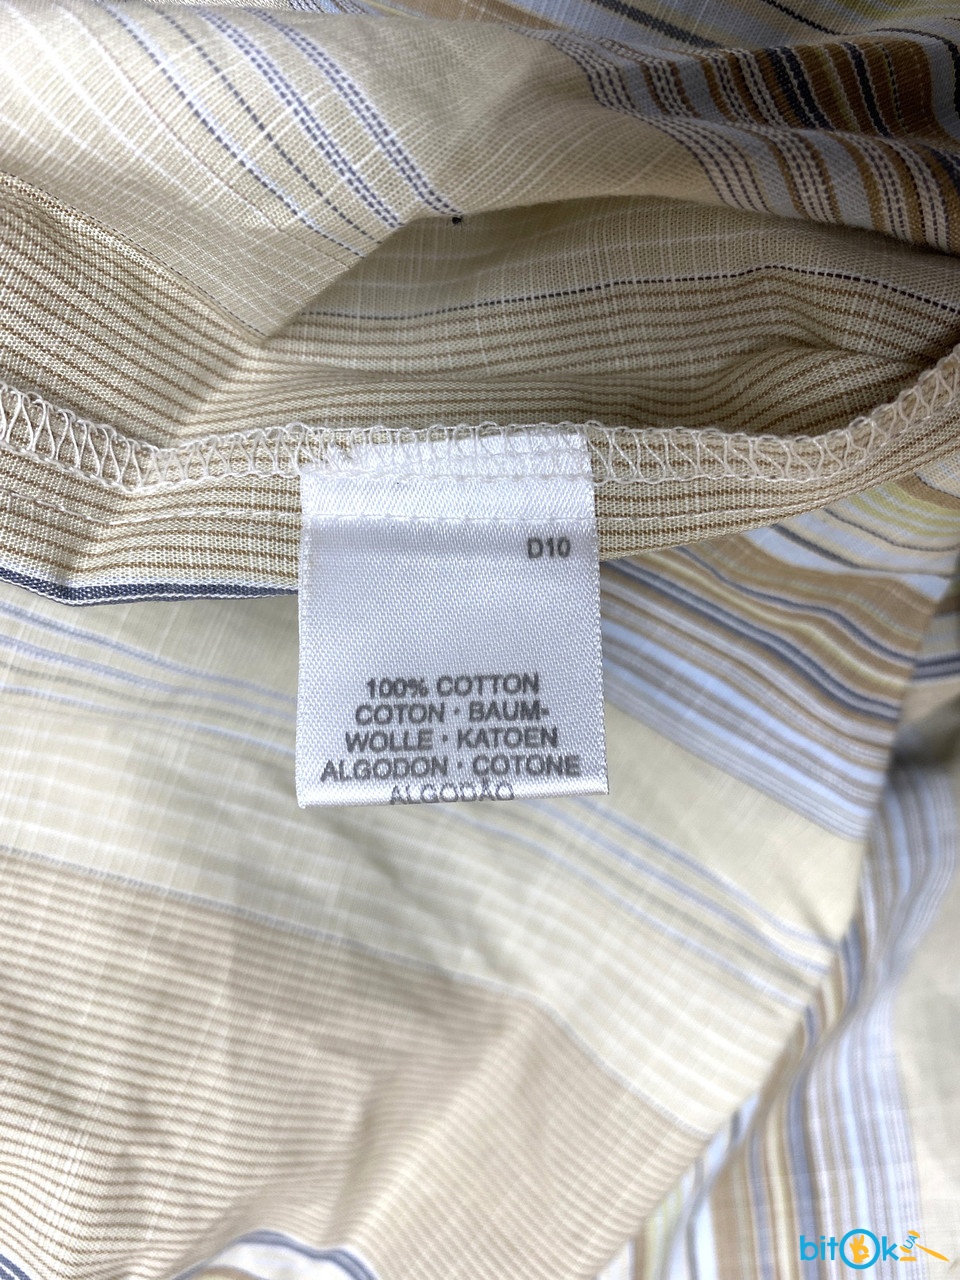 D10
100% COTTON
COTON · BAUM-
WOLLE · KATOEN
ALGODON · COTONE
ALGODÃO
bitOk